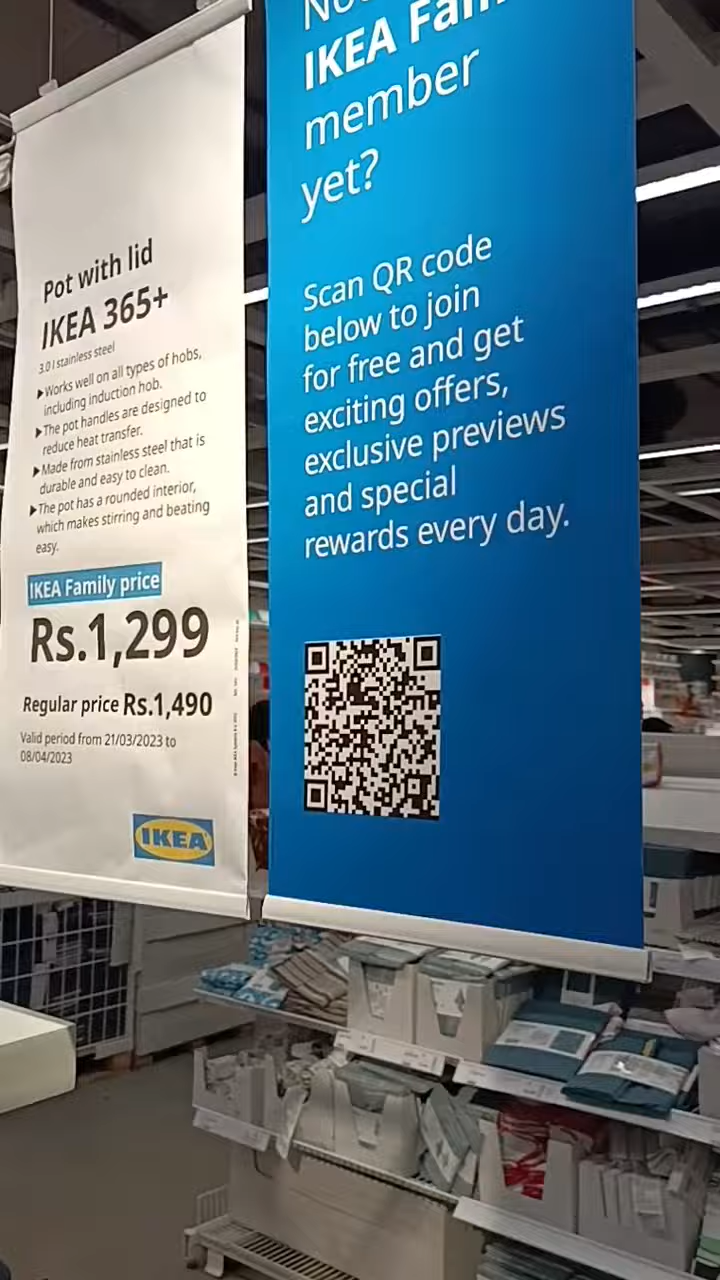 Pot with lid
IKEA 365+
3.0 l stainless steel
▶Works well on all types of hobs,
including induction hob.
▶The pot handles are designed to
reduce heat transfer.
▶Made from stainless steel that is
durable and easy to clean.
▶The pot has a rounded interior,
which makes stirring and beating
easy.
IKEA Family price
Rs.1,299
Regular price Rs.1,490
Valid period from 21/03/2023 to
08/04/2023
IKEA
IKEA
member
yet?
Scan QR code
below to join
for free and get
exciting offers,
exclusive previews
and special
rewards every day.